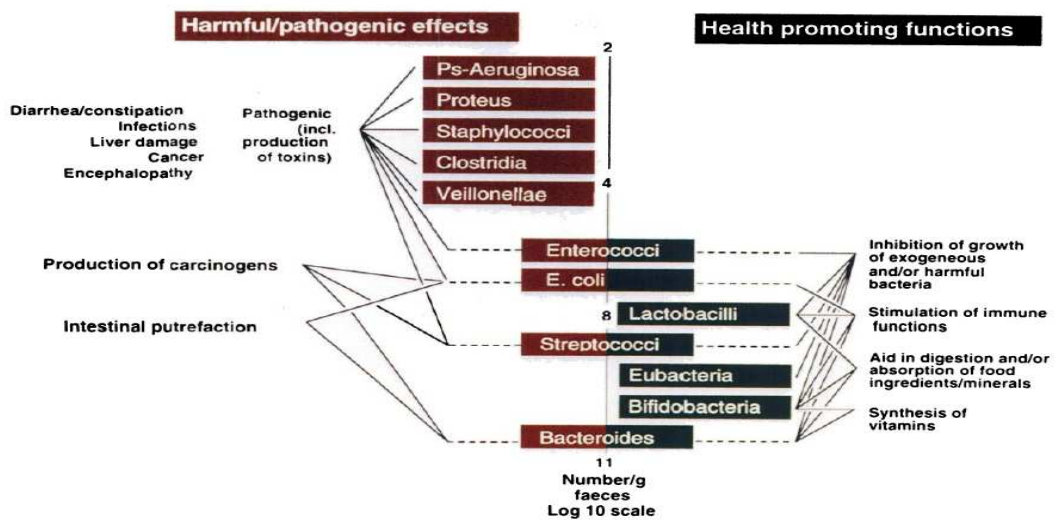 Harmful/pathogenic effects
Health promoting functions
2
Ps-Aeruginosa
Proteus
Staphylococci
Clostridia
4
Veillonellae
Diarrhea/constipation
Infections
Liver damage
Cancer
Encephalopathy
Pathogenic
(incl.
production
of toxins)
Production of carcinogens
Intestinal putrefaction
Enterococci
E. coli
8
Lactobacilli
Streptococci
Eubacteria
Bifidobacteria
Bacteroides
11
Number/g
faeces
Log 10 scale
Inhibition of growth
of exogeneous
and/or harmful
bacteria
Stimulation of immune
functions
Aid in digestion and/or
absorption of food
ingredients/minerals
Synthesis of
vitamins